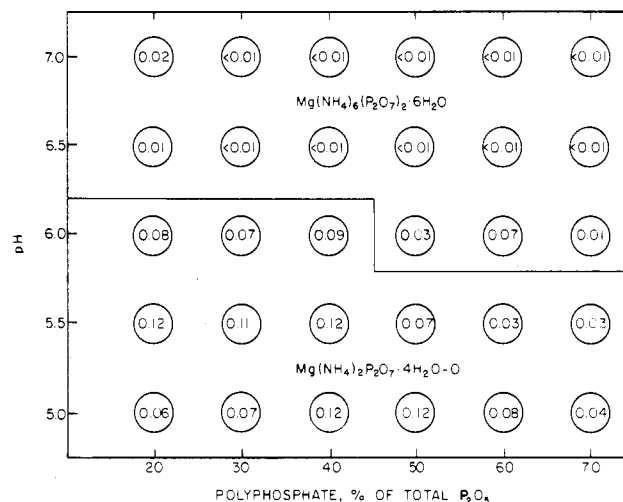 7.0 0.02 <0.01 <0.01 <0.01 <0.01 <0.01
Mg(NH4)6(P2O7)2·6H2O
6.5 0.01 <0.01 <0.01 <0.01 <0.01 <0.01
pH
6.0 0.08 0.07 0.09 0.03 0.07 0.01
5.5 0.12 0.11 0.12 0.07 0.03 0.03
Mg(NH4)2P2O7·4H2O-O
5.0 0.06 0.07 0.12 0.12 0.08 0.04
20 30 40 50 60 70
POLYPHOSPHATE, % OF TOTAL P2O5